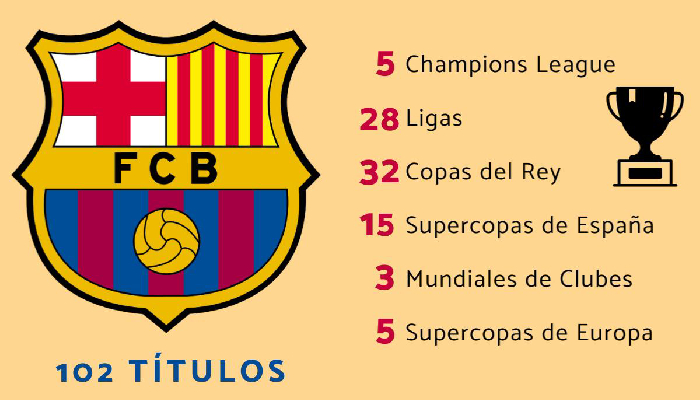 FCB
102 TÍTULOS
5 Champions League
28 Ligas
32 Copas del Rey
15 Supercopas de España
3 Mundiales de Clubes
5 Supercopas de Europa